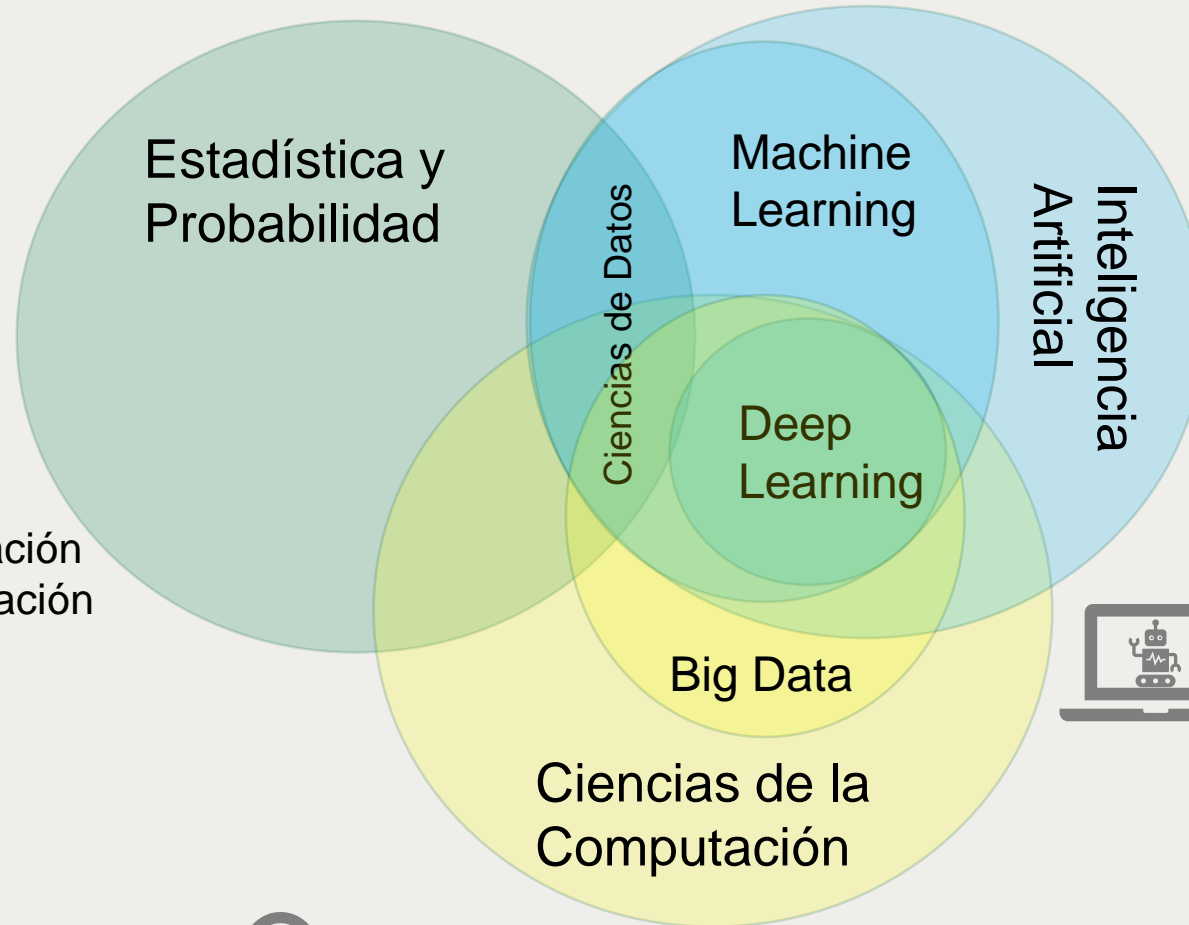 Estadística y
Probabilidad
Machine
Learning
Ciencias de Datos
Inteligencia
Artificial
Deep
Learning
Big Data
Ciencias de la
Computación